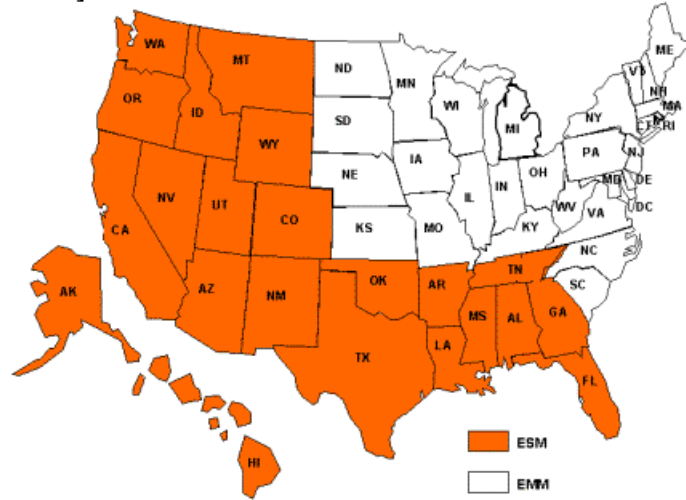 WA
MT
ND
MN
ME
OR
ID
WY
SD
WI
MI
NY
VT
NH
MA
CT
RI
NV
UT
CO
NE
IA
IL
IN
OH
PA
NJ
MD
DE
DC
CA
KS
MO
KY
WV
VA
NC
AZ
NM
OK
AR
TN
SC
AK
TX
LA
MS
AL
GA
FL
HI
ESM
EMM